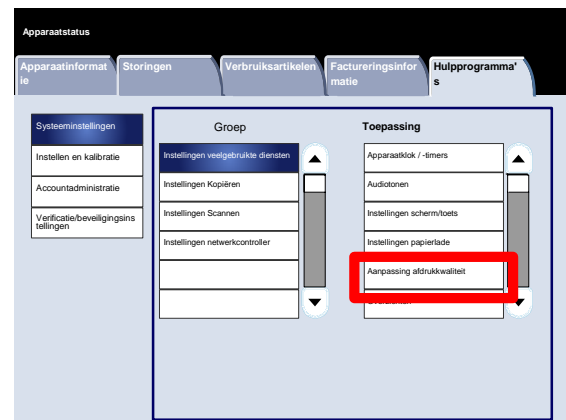 Apparaatstatus
Apparaatinformat
ie
Storingen
Verbruiksartikelen
Factureringsinfor
matie
Hulpprogramma'
s
Systeeminstellingen
Instellen en kalibratie
Accountadministratie
Verificatie/beveiligingsins
tellingen
Groep
Instellingen veelgebruikte diensten
Instellingen Kopiëren
Instellingen Scannen
Instellingen netwerkcontroller
Toepassing
Apparaatklok / -timers
Audiotonen
Instellingen scherm/toets
Instellingen papierlade
Aanpassing afdrukkwaliteit